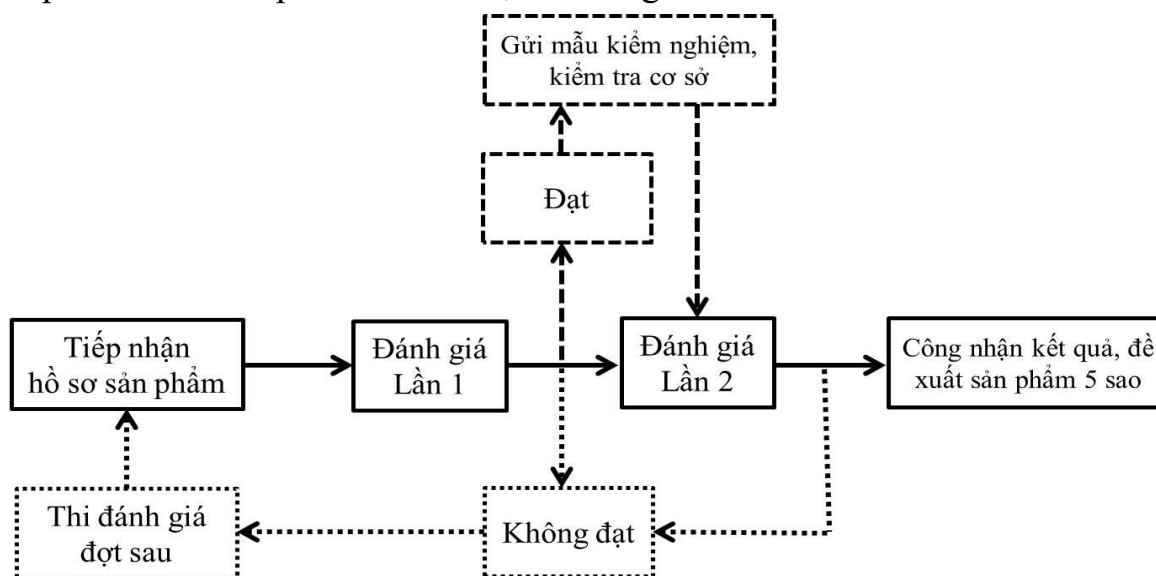 Gửi mẫu kiểm nghiệm,
kiểm tra cơ sở
Đạt
Tiếp nhận
hồ sơ sản phẩm
Đánh giá
Lần 1
Đánh giá
Lần 2
Công nhận kết quả, đề
xuất sản phẩm 5 sao
Thi đánh giá
đợt sau
Không đạt